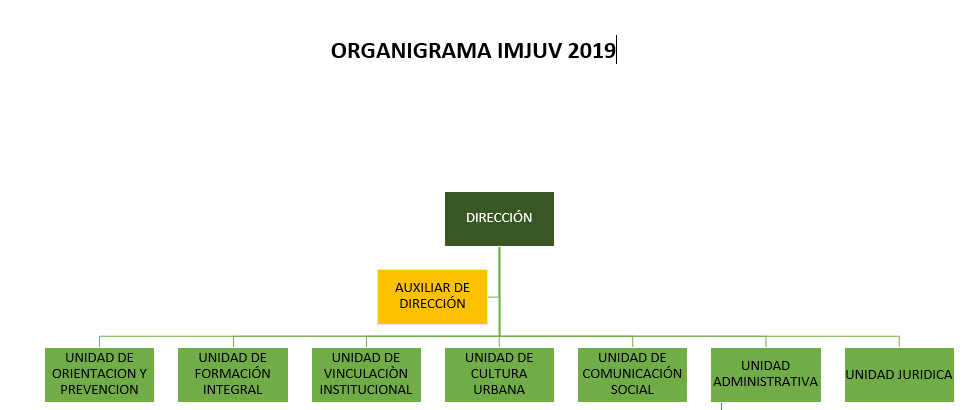 ORGANIGRAMA IMJUV 2019
DIRECCIÓN
AUXILIAR DE
DIRECCIÓN
UNIDAD DE
ORIENTACION Y
PREVENCION
UNIDAD DE
FORMACIÓN
INTEGRAL
UNIDAD DE
VINCULACIÒN
INSTITUCIONAL
UNIDAD DE
CULTURA
URBANA
UNIDAD DE
COMUNICACIÓN
SOCIAL
UNIDAD
ADMINISTRATIVA
UNIDAD JURIDICA